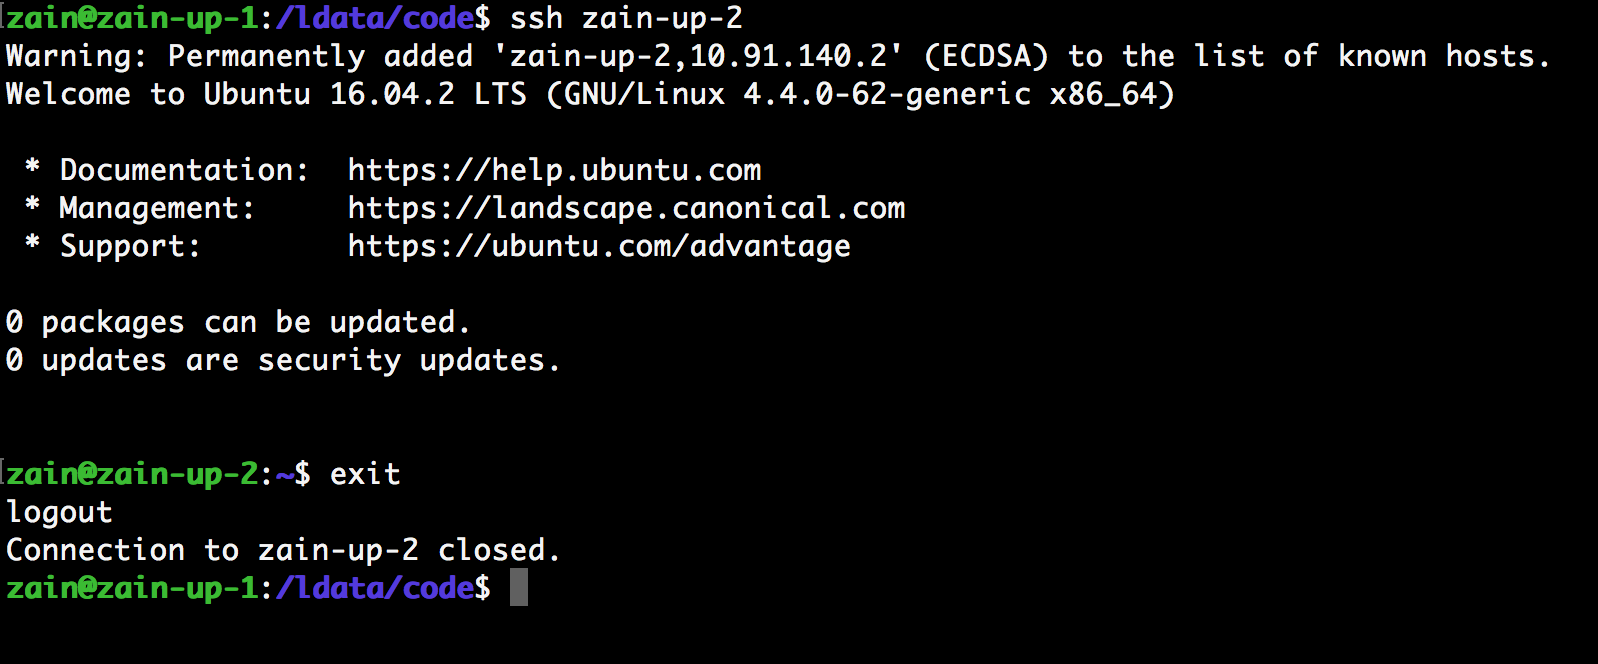 zain@zain-up-1:/ldata/code$ ssh zain-up-2
Warning: Permanently added 'zain-up-2,10.91.140.2' (ECDSA) to the list of known hosts.
Welcome to Ubuntu 16.04.2 LTS (GNU/Linux 4.4.0-62-generic x86_64)
* Documentation:  https://help.ubuntu.com
* Management:     https://landscape.canonical.com
* Support:        https://ubuntu.com/advantage
0 packages can be updated.
0 updates are security updates.
zain@zain-up-2:~$ exit
logout
Connection to zain-up-2 closed.
zain@zain-up-1:/ldata/code$